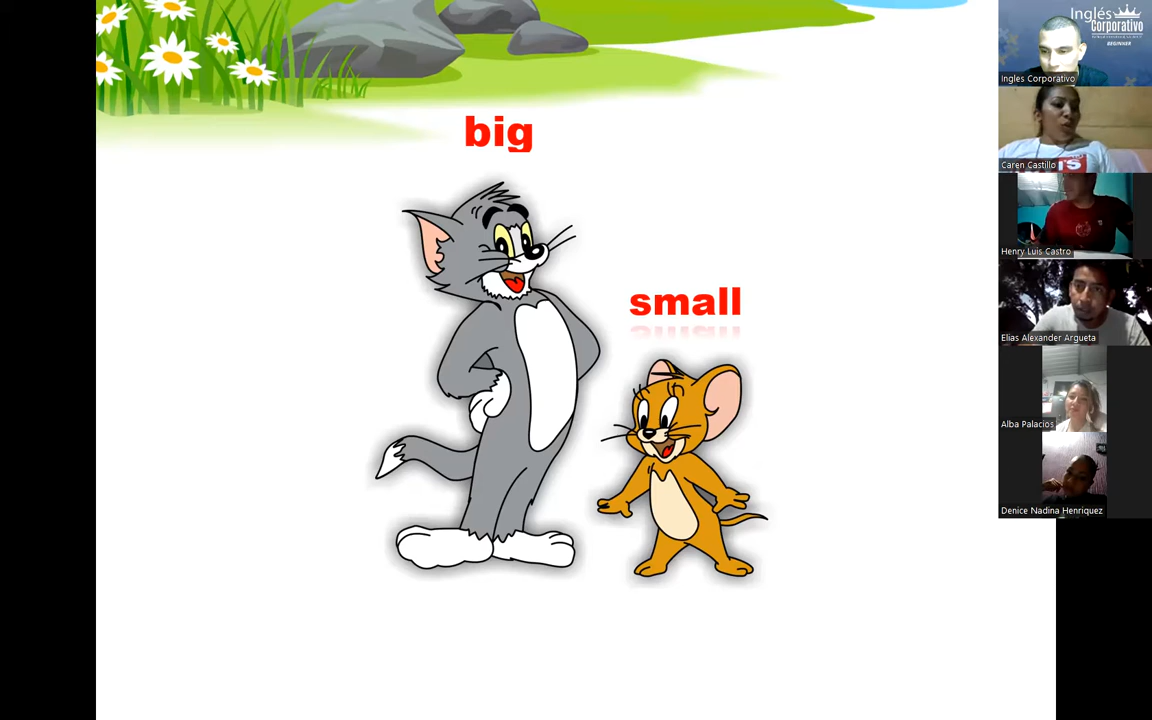 big
small
Inglés
Corporativo
BEGINNER
Ingles Corporativo
Caren Castillo
Henry Luis Castro
Elias Alexander Argueta
Alba Palacios
Denice Nadina Henriquez